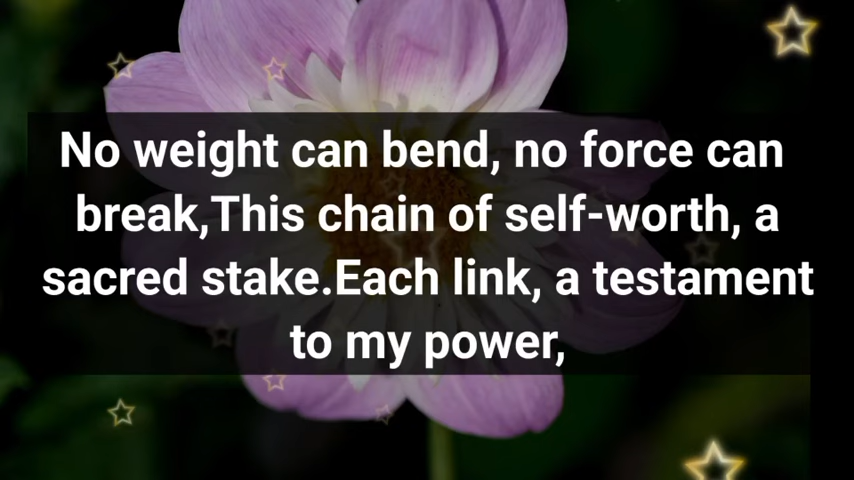 No weight can bend, no force can
break,This chain of self-worth, a
sacred stake.Each link, a testament
to my power,